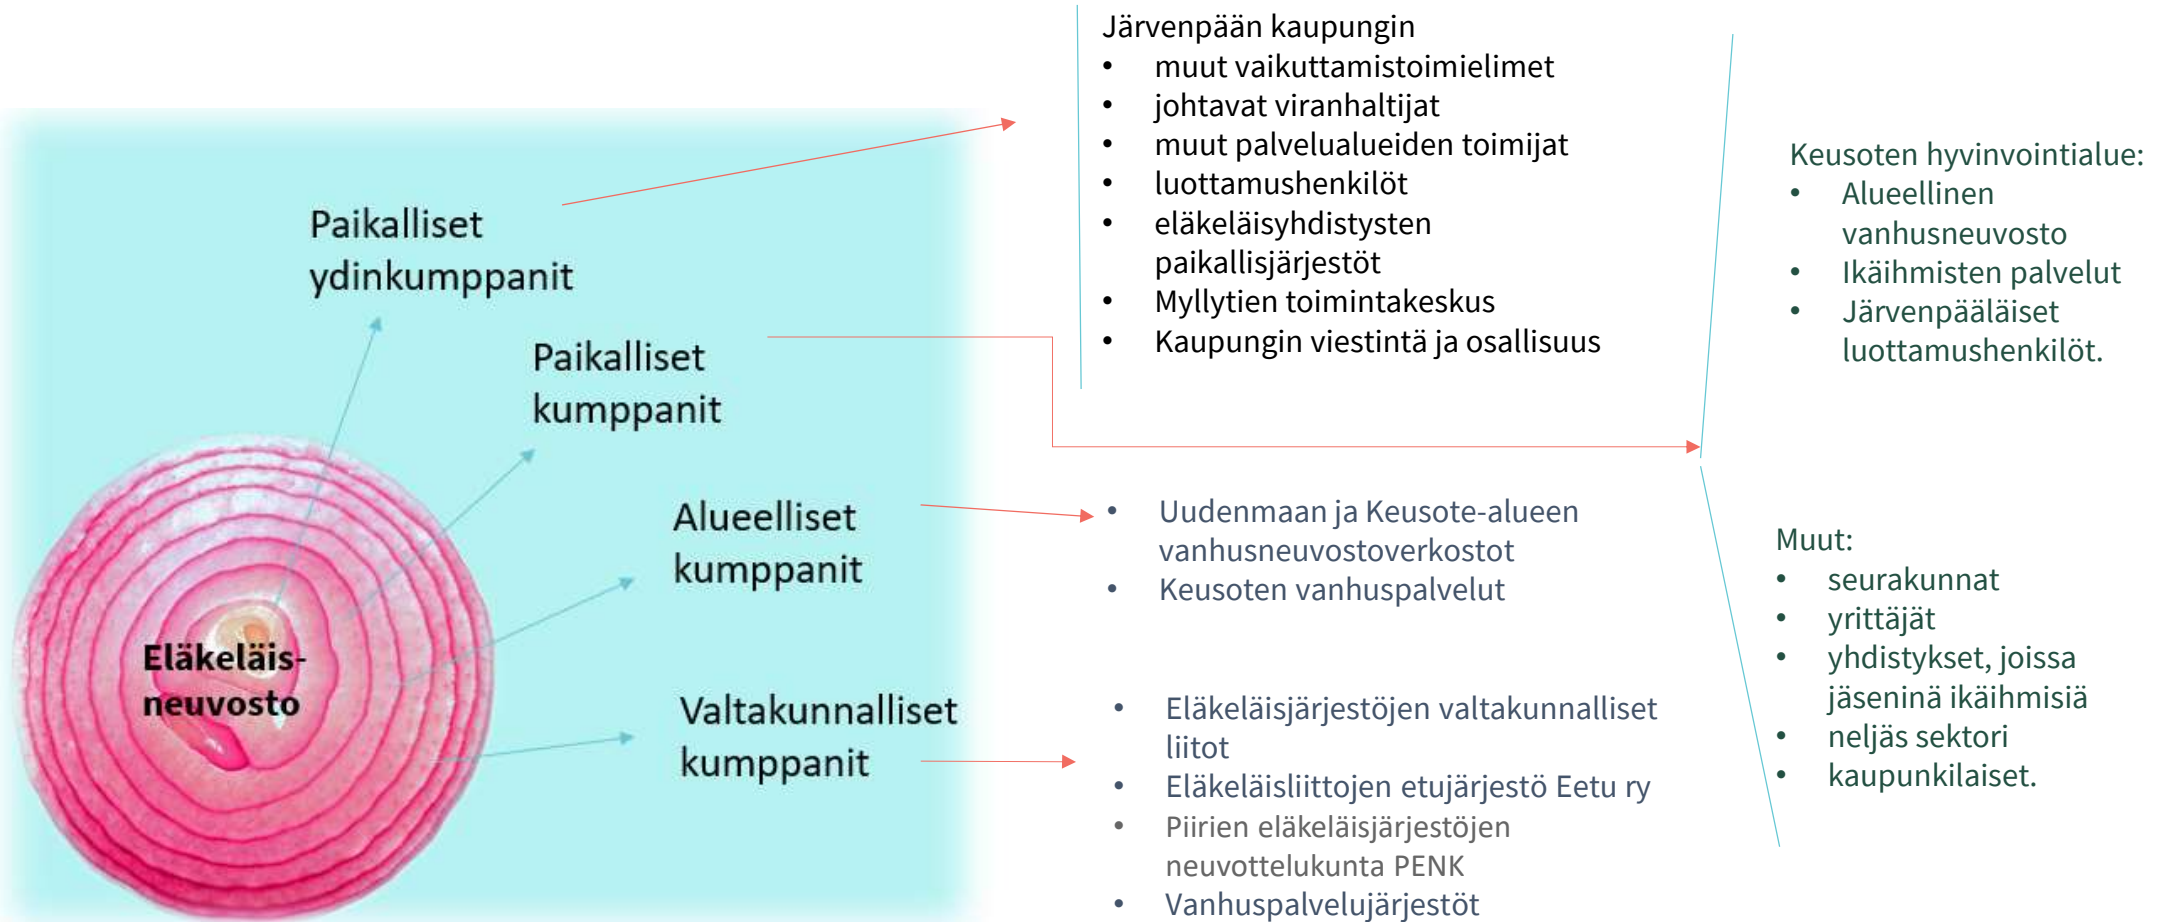 Paikalliset
ydinkumppanit
Paikalliset
kumppanit
Alueelliset
kumppanit
Valtakunnalliset
kumppanit
Eläkeläis-
neuvosto
Järvenpään kaupungin
• muut vaikuttamistoimielimet
• johtavat viranhaltijat
• muut palvelualueiden toimijat
• luottamushenkilöt
• eläkeläisyhdistysten
paikallisjärjestöt
• Myllytien toimintakeskus
• Kaupungin viestintä ja osallisuus
• Uudenmaan ja Keusote-alueen
vanhusneuvostoverkostot
• Keusoten vanhuspalvelut
• Eläkeläisjärjestöjen valtakunnalliset
liitot
• Eläkeläisliittojen etujärjestö Eetu ry
• Piirien eläkeläisjärjestöjen
neuvottelukunta PENK
• Vanhuspalvelujärjestöt
Keusoten hyvinvointialue:
• Alueellinen
vanhusneuvosto
• Ikäihmisten palvelut
• Järvenpääläiset
luottamushenkilöt.
Muut:
• seurakunnat
• yrittäjät
• yhdistykset, joissa
jäseninä ikäihmisiä
• neljäs sektori
• kaupunkilaiset.